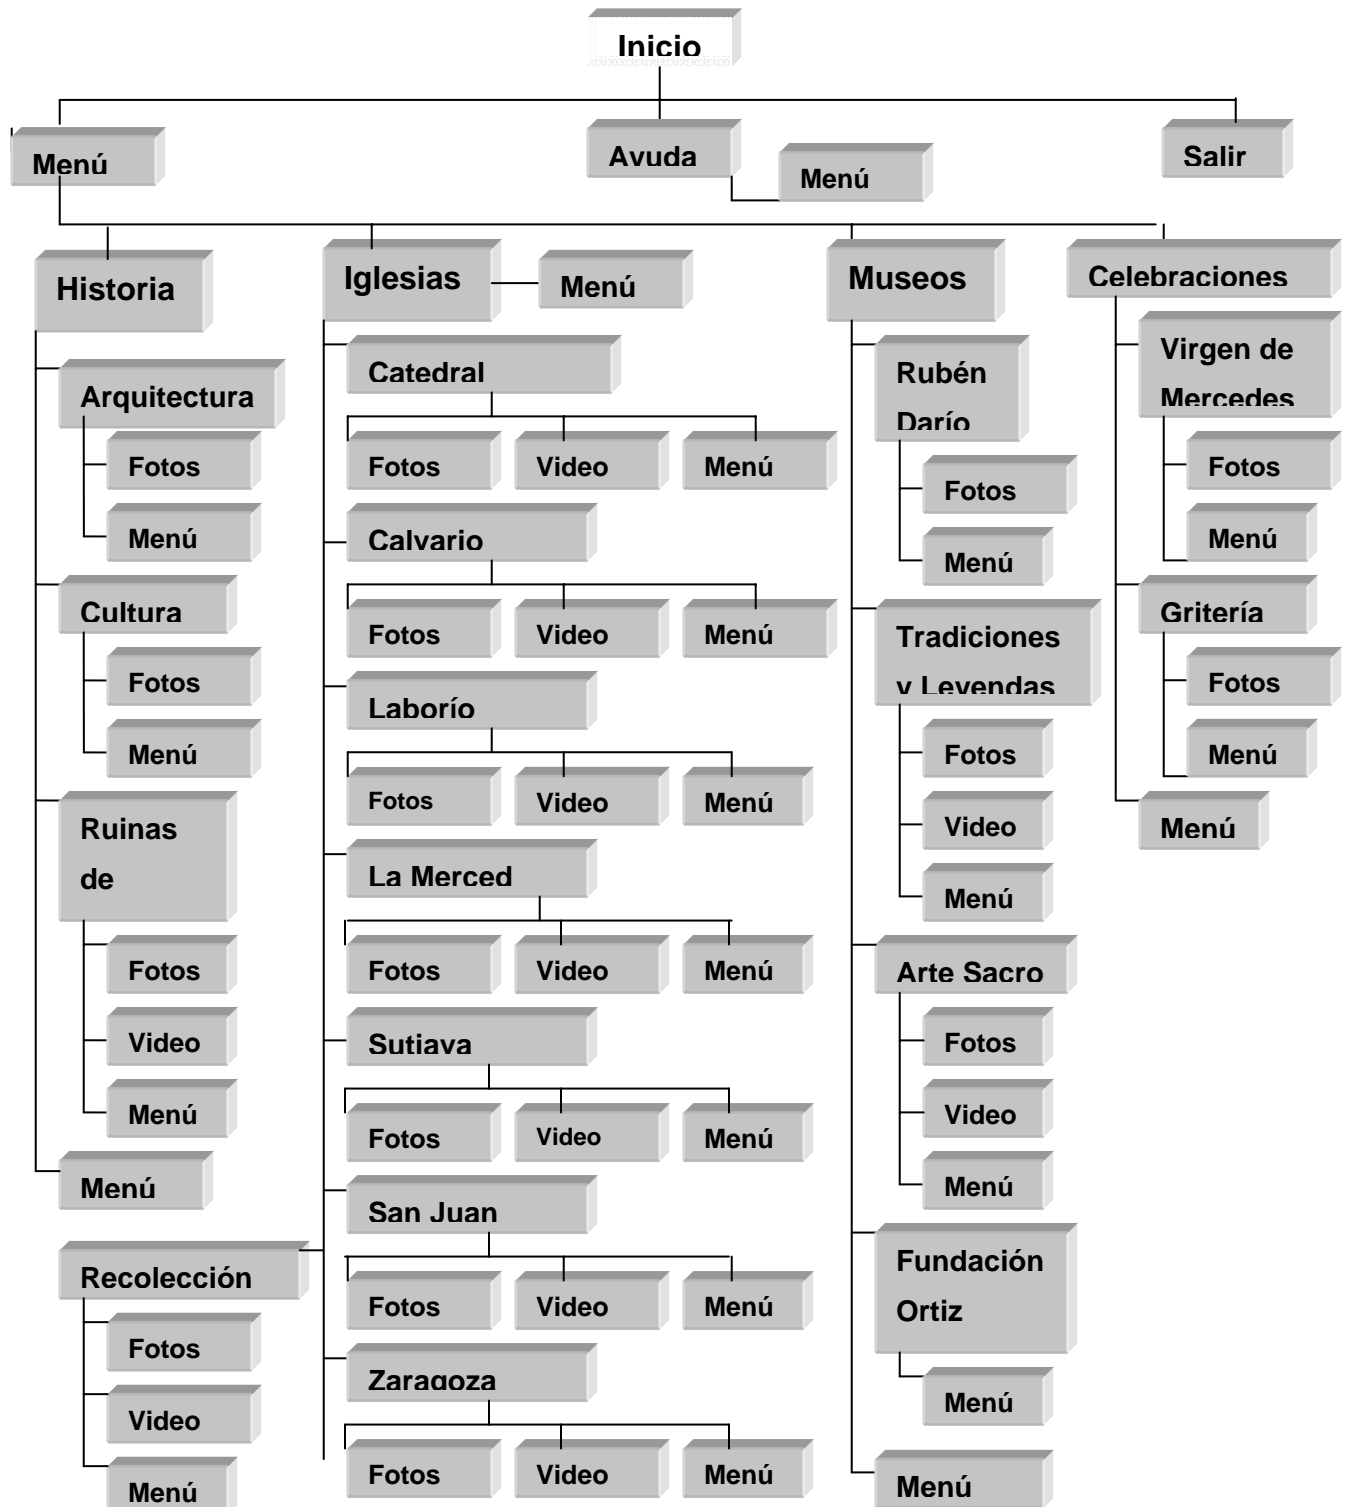 Inicio
Menú
Ayuda
Menú
Salir
Historia
Arquitectura
Fotos
Menú
Cultura
Fotos
Menú
Ruinas
de
Fotos
Video
Menú
Menú
Iglesias
Menú
Catedral
Fotos Video Menú
Calvario
Fotos Video Menú
Laborío
Fotos Video Menú
La Merced
Fotos Video Menú
Sutiava
Fotos Video Menú
San Juan
Fotos Video Menú
Zaragoza
Fotos Video Menú
Recolección
Fotos
Video
Menú
Museos
Rubén
Darío
Fotos
Menú
Tradiciones
y Leyendas
Fotos
Video
Menú
Arte Sacro
Fotos
Video
Menú
Fundación
Ortiz
Menú
Menú
Celebraciones
Virgen de
Mercedes
Fotos
Menú
Gritería
Fotos
Menú
Menú